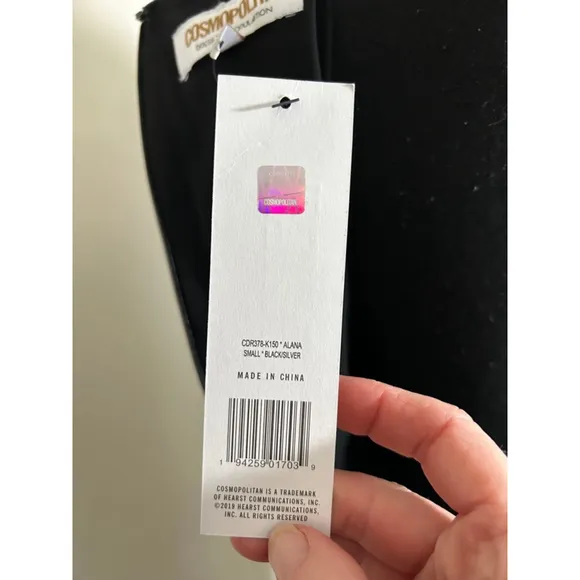 COSMOPOLITAN
COSMOPOLITAN
CDR378-K150 * ALANA
SMALL * BLACK/SILVER
MADE IN CHINA
1 94259 01703 9
COSMOPOLITAN IS A TRADEMARK
OF HEARST COMMUNICATIONS, INC.
©2019 HEARST COMMUNICATIONS,
INC. ALL RIGHTS RESERVED